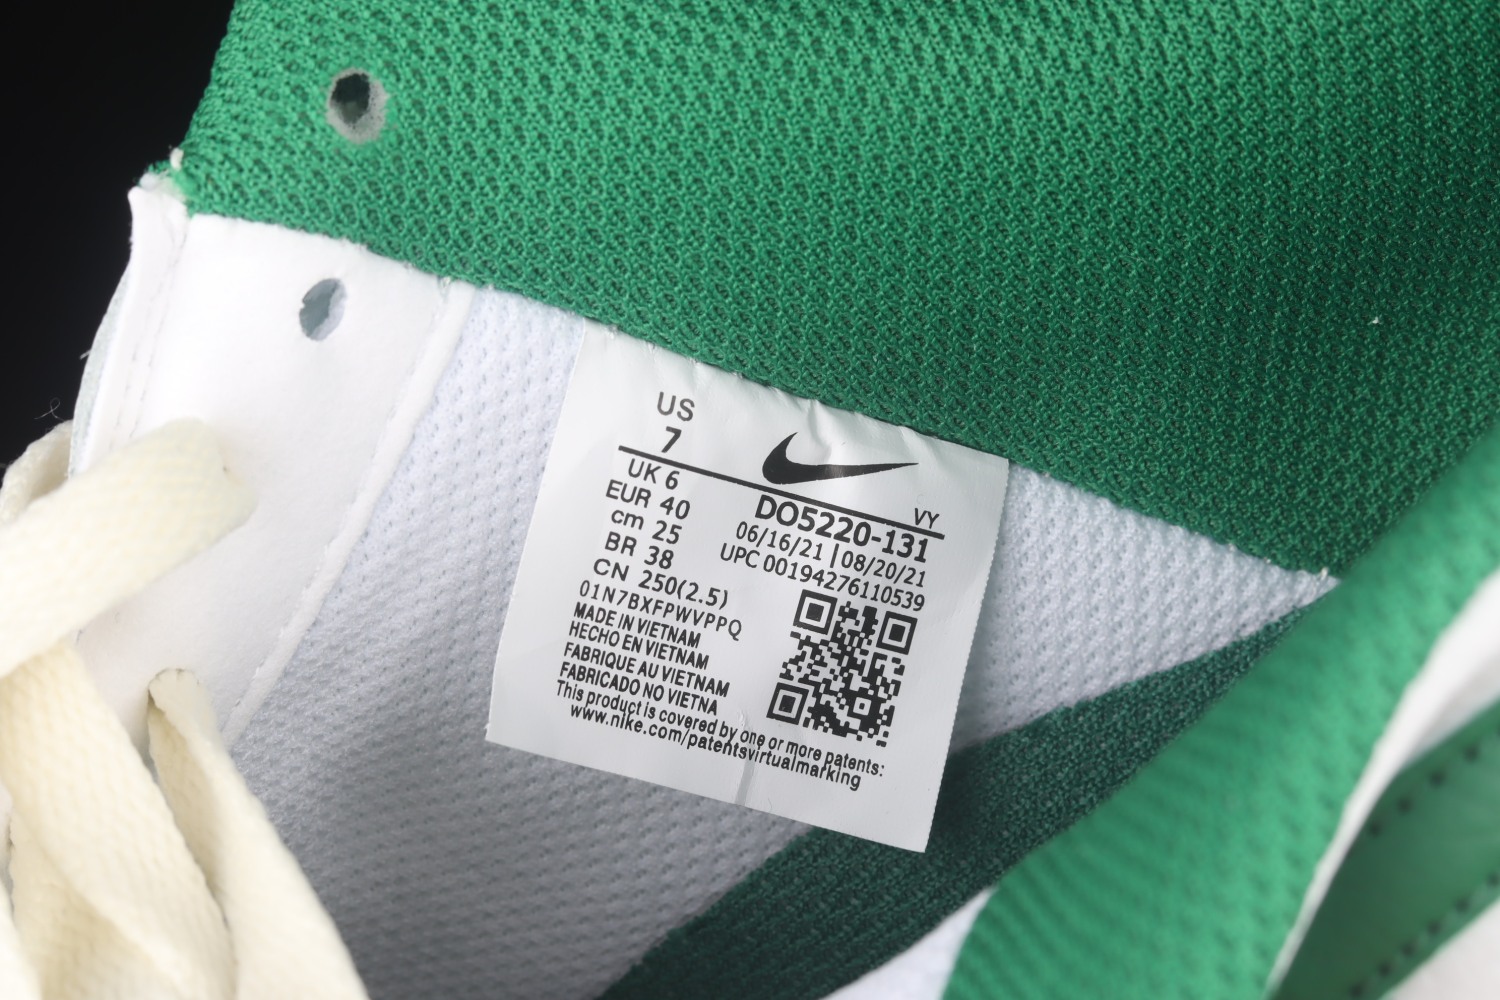 US
7
UK 6
EUR 40
cm 25
BR 38
CN 250(2.5)
VY
DO5220-131
06/16/21 | 08/20/21
UPC 00194276110539
01N7BXFPWVPPQ
MADE IN VIETNAM
HECHO EN VIETNAM
FABRIQUE AU VIETNAM
FABRICADO NO VIETNA
This product is covered by one or more patents:
www.nike.com/patentsvirtualmarking